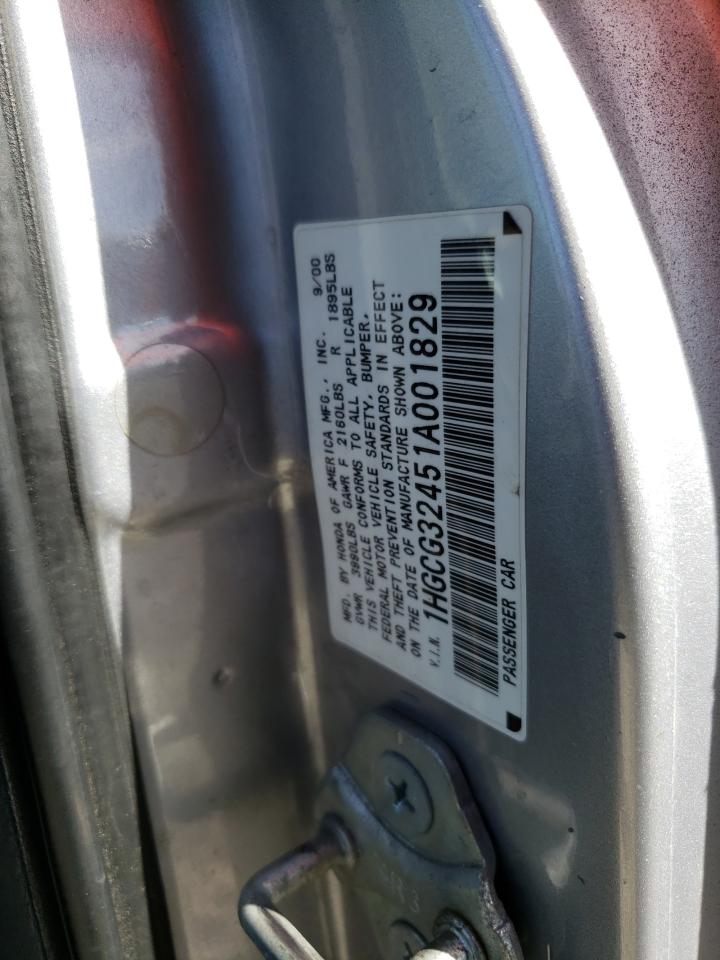 MFD. BY HONDA OF AMERICA MFG., INC. 9/00
GVWR 3990LBS GAWR F 2160LBS R 1895LBS
THIS VEHICLE CONFORMS TO ALL APPLICABLE
FEDERAL MOTOR VEHICLE SAFETY, BUMPER,
AND THEFT PREVENTION STANDARDS IN EFFECT
ON THE DATE OF MANUFACTURE SHOWN ABOVE:
V.I.N. 1HGCG32451A001829
PASSENGER CAR